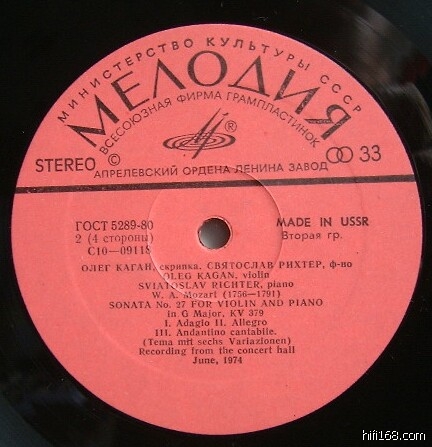 МИНИСТЕРСТВО КУЛЬТУРЫ СССР
МЕЛОДИЯ
ВСЕСОЮЗНАЯ ФИРМА ГРАМПЛАСТИНОК
®
STEREO © 33
АПРЕЛЕВСКИЙ ОРДЕНА ЛЕНИНА ЗАВОД
ГОСТ 5289-80 MADE IN USSR
2 (4 стороны) Вторая гр.
С10—09118
ОЛЕГ КАГАН, скрипка, СВЯТОСЛАВ РИХТЕР, ф-но
OLEG KAGAN, violin
SVIATOSLAV RICHTER, piano
W. A. Mozart (1756—1791)
SONATA No. 27 FOR VIOLIN AND PIANO
in G Major, KV 379
I. Adagio II. Allegro
III. Andantino cantabile.
(Tema mit sechs Variazionen)
Recording from the concert hall
June, 1974
hifi168.com